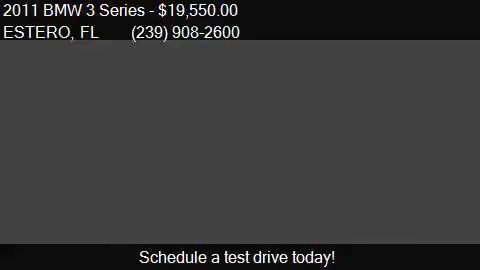 2011 BMW 3 Series - $19,550.00
ESTERO, FL (239) 908-2600
Schedule a test drive today!